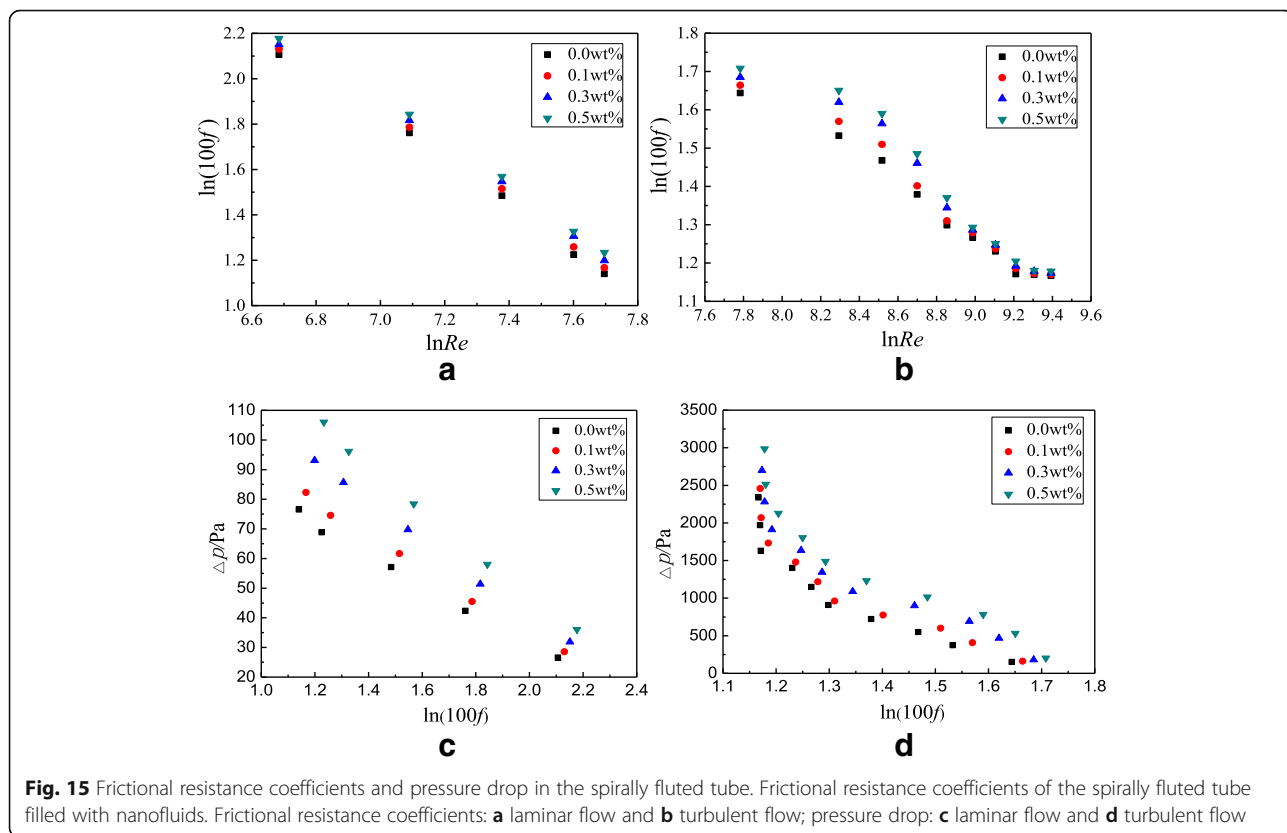 2.2
2.0
1.8
1.6
1.4
1.2
1.0
ln(100f)
0.0wt%
0.1wt%
0.3wt%
0.5wt%
6.6 6.8 7.0 7.2 7.4 7.6 7.8
lnRe
a
1.8
1.7
1.6
1.5
1.4
1.3
1.2
1.1
ln(100f)
0.0wt%
0.1wt%
0.3wt%
0.5wt%
7.6 7.8 8.0 8.2 8.4 8.6 8.8 9.0 9.2 9.4 9.6
lnRe
b
110
100
90
80
70
60
50
40
30
20
△p/Pa
0.0wt%
0.1wt%
0.3wt%
0.5wt%
1.0 1.2 1.4 1.6 1.8 2.0 2.2 2.4
ln(100f)
c
3500
3000
2500
2000
1500
1000
500
0
△p/Pa
0.0wt%
0.1wt%
0.3wt%
0.5wt%
1.1 1.2 1.3 1.4 1.5 1.6 1.7 1.8
ln(100f)
d
Fig. 15 Frictional resistance coefficients and pressure drop in the spirally fluted tube. Frictional resistance coefficients of the spirally fluted tube
filled with nanofluids. Frictional resistance coefficients: a laminar flow and b turbulent flow; pressure drop: c laminar flow and d turbulent flow